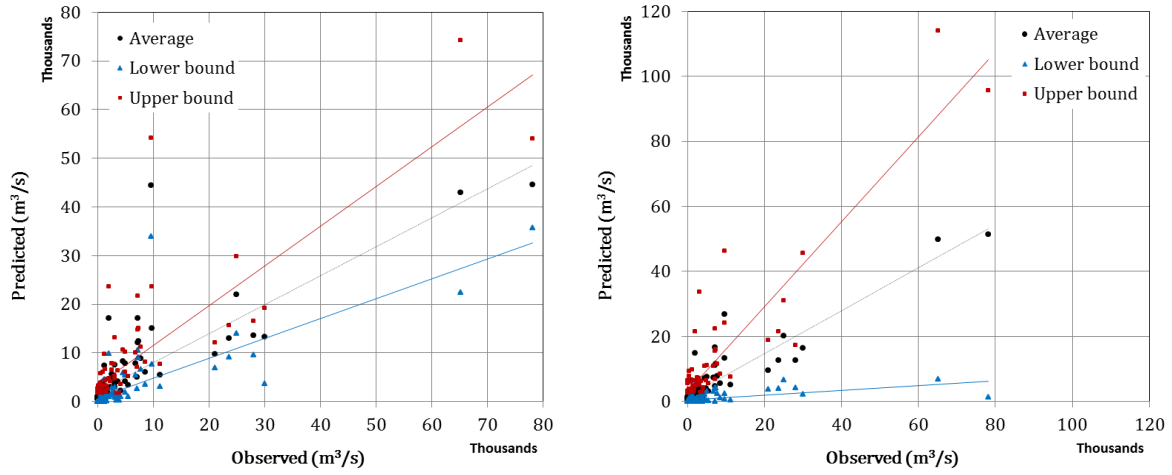 80
70
60
50
40
30
20
10
0
Thousands
Predicted (m³/s)
Average
Lower bound
Upper bound
0 10 20 30 40 50 60 70 80
Thousands
Observed (m³/s)
120
100
80
60
40
20
0
Thousands
Predicted (m³/s)
Average
Lower bound
Upper bound
0 20 40 60 80 100 120
Thousands
Observed (m³/s)